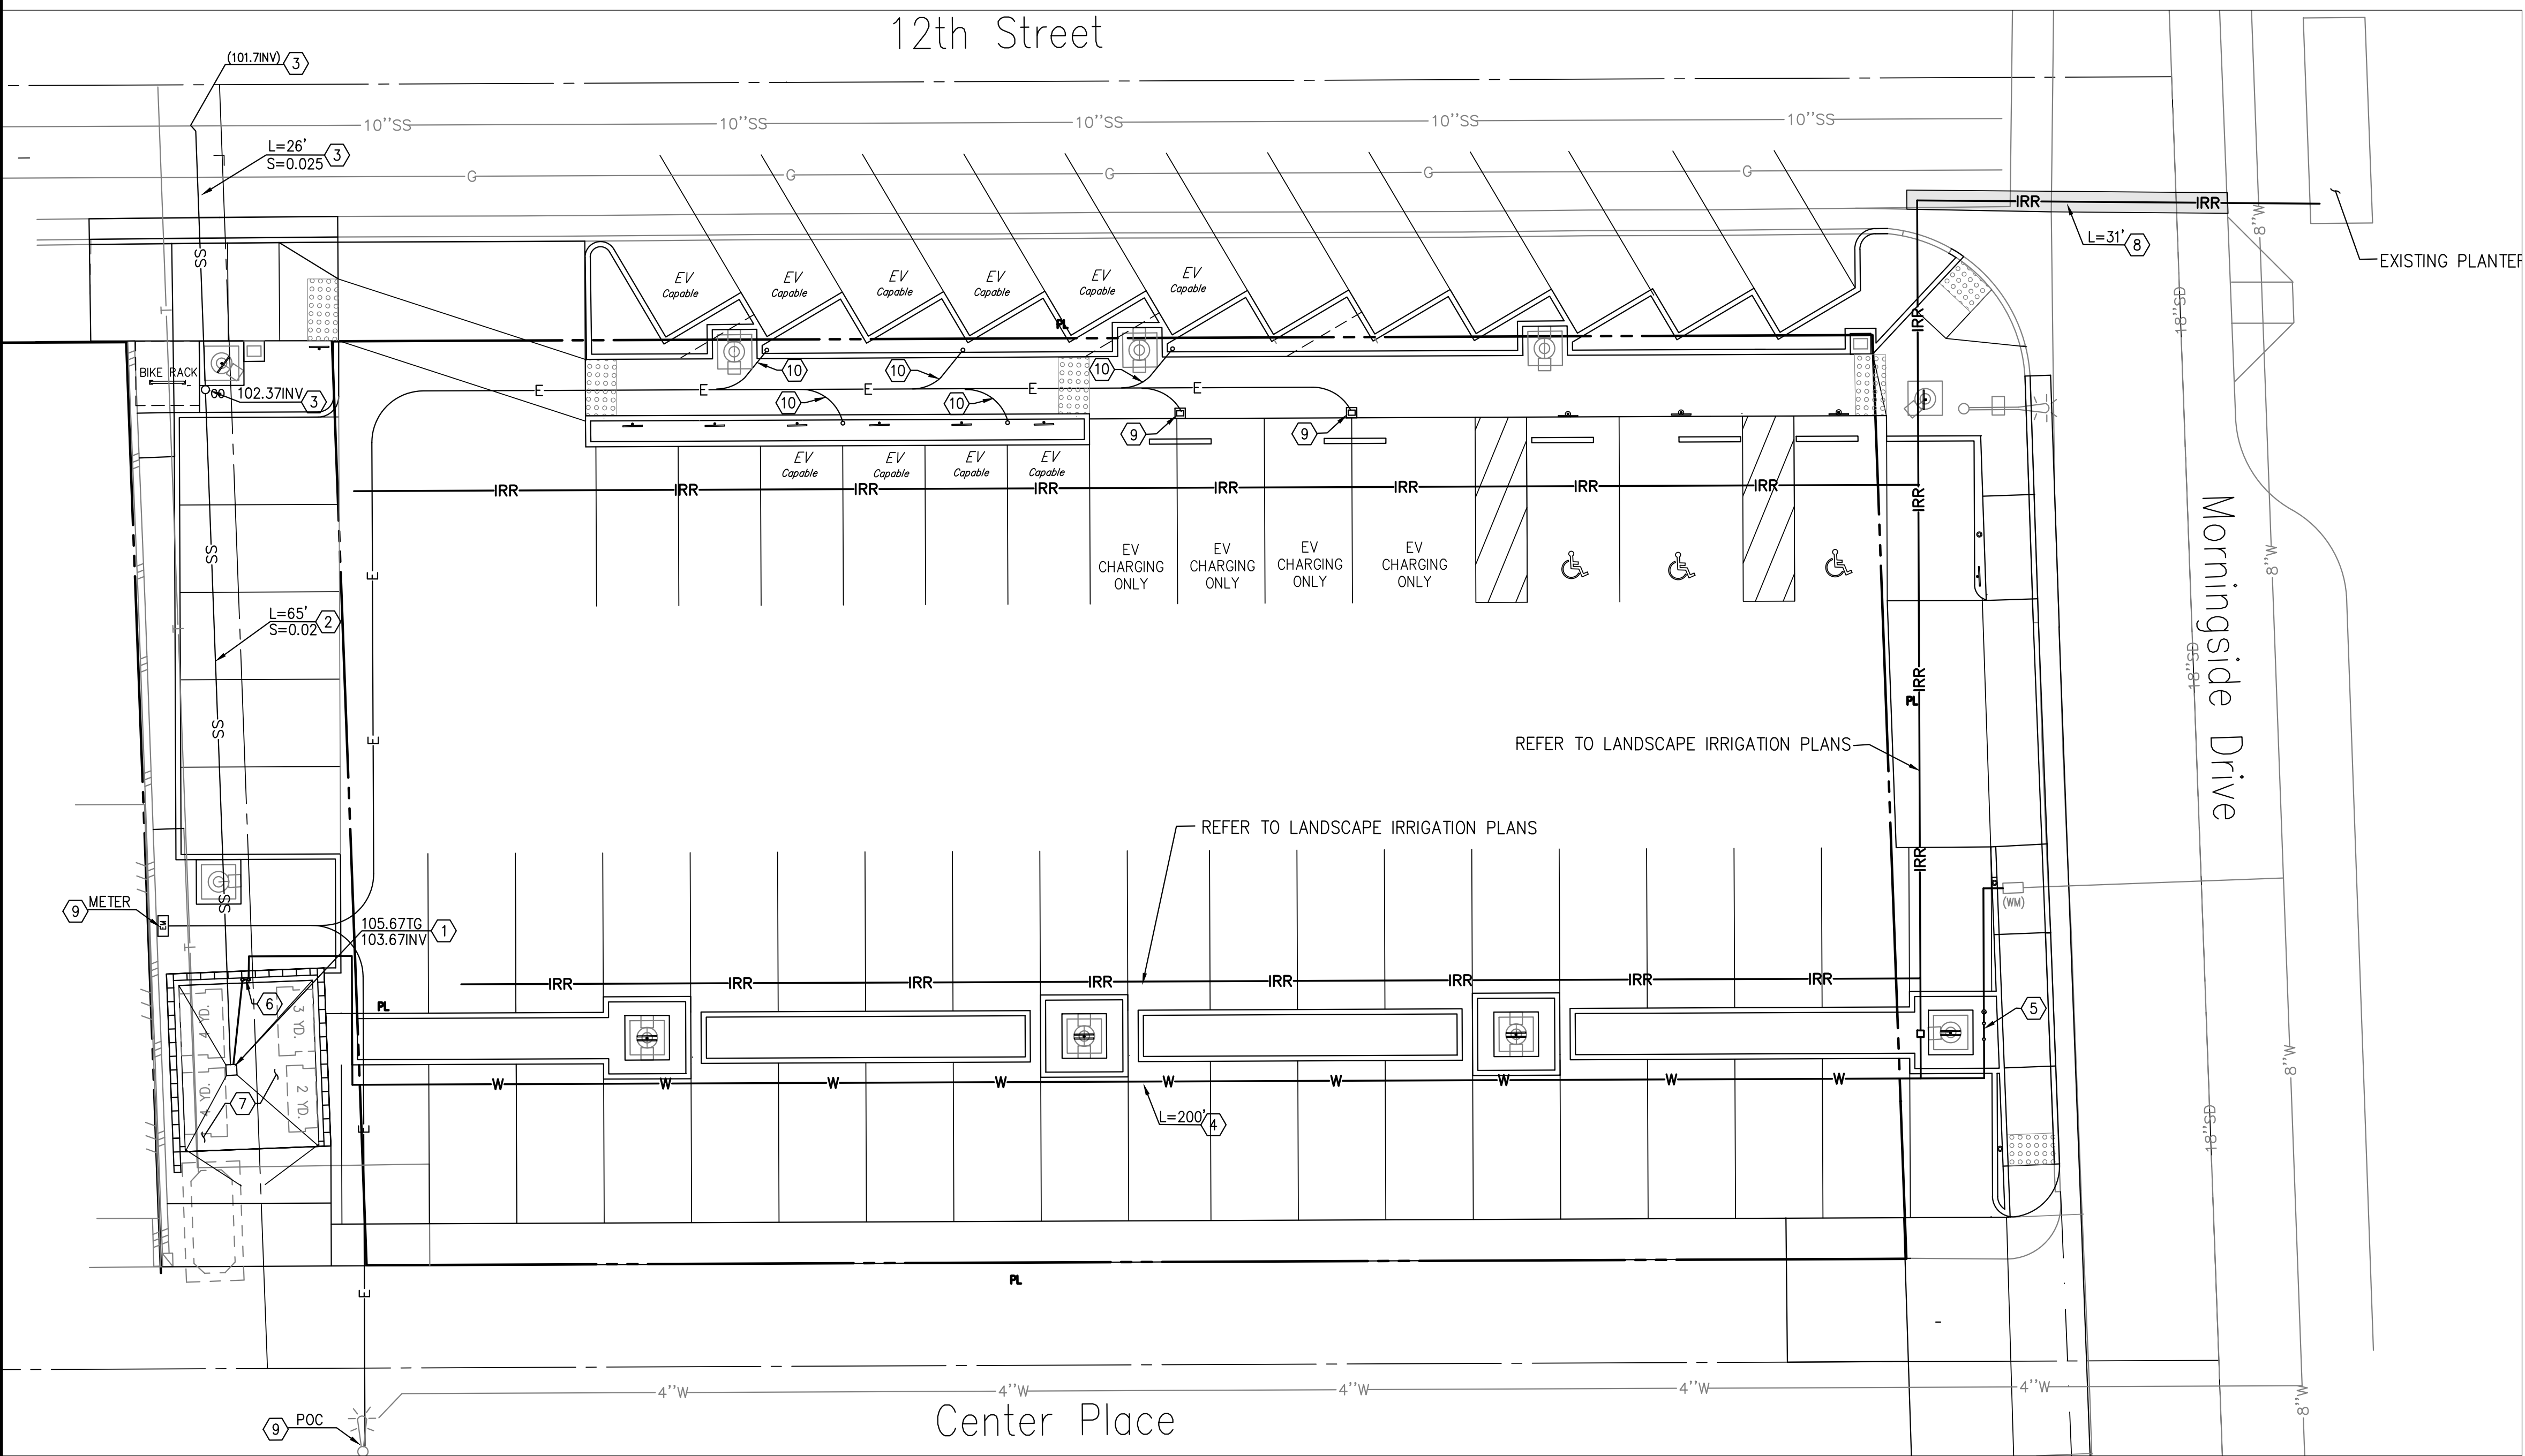 12th Street
(101.7INV)
3
10''SS
10''SS
10''SS
10''SS
10''SS
L=26'
S=0.025
3
G
G
G
G
G
IRR
IRR
L=31'
8
EXISTING PLANTER
8''W
SS
EV
Capable
EV
Capable
EV
Capable
EV
Capable
EV
Capable
EV
Capable
PL
IRR
18''SD
BIKE RACK
102.37INV
3
10
10
10
10
10
E
E
E
E
E
9
9
T
EV
Capable
EV
Capable
EV
Capable
EV
Capable
IRR
IRR
IRR
IRR
IRR
IRR
IRR
IRR
IRR
SS
E
EV
CHARGING
ONLY
EV
CHARGING
ONLY
EV
CHARGING
ONLY
EV
CHARGING
ONLY
8''W
Morningside Drive
L=65'
S=0.02
2
T
SS
E
18''SD
IRR
PL
REFER TO LANDSCAPE IRRIGATION PLANS
REFER TO LANDSCAPE IRRIGATION PLANS
IRR
(WM)
9
METER
EM
SS
105.67TG
103.67INV
1
T
6
PL
IRR
IRR
IRR
IRR
IRR
IRR
IRR
IRR
5
4 YD.
3 YD.
4 YD.
2 YD.
7
W
W
W
W
W
W
W
W
W
L=200'
4
8''W
18''SD
E
E
PL
4''W
4''W
4''W
4''W
4''W
8''W
9
POC
Center Place